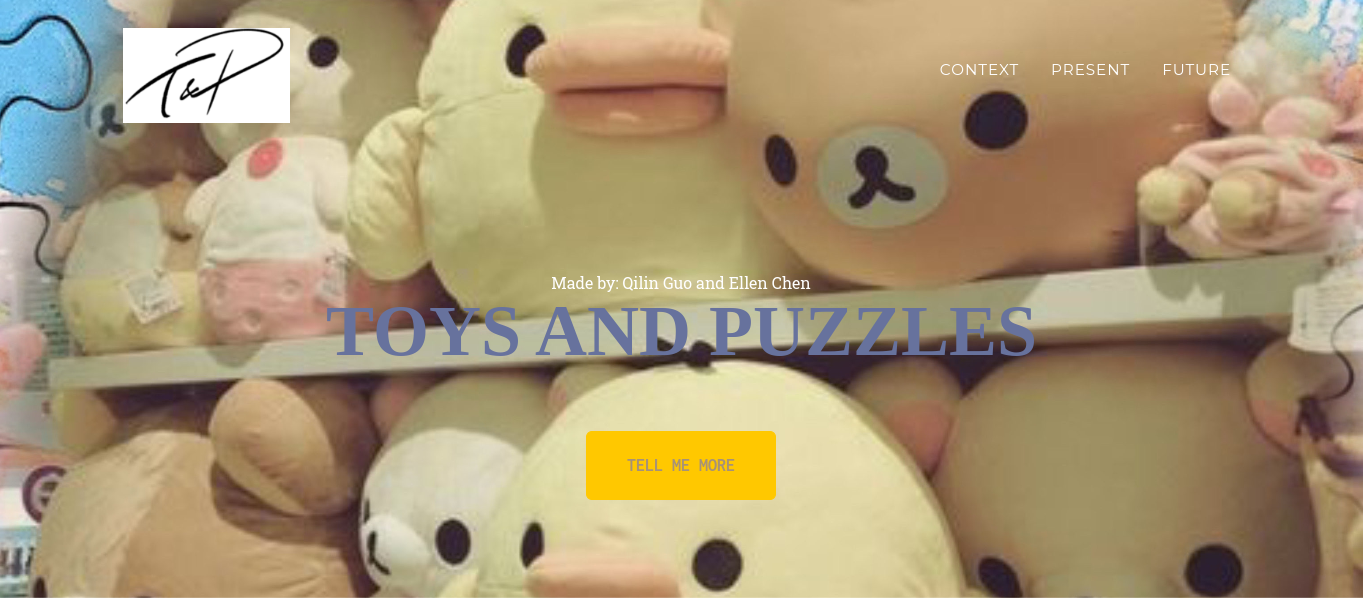 T&P
CONTEXT PRESENT FUTURE
Made by: Qilin Guo and Ellen Chen
TOYS AND PUZZLES
TELL ME MORE